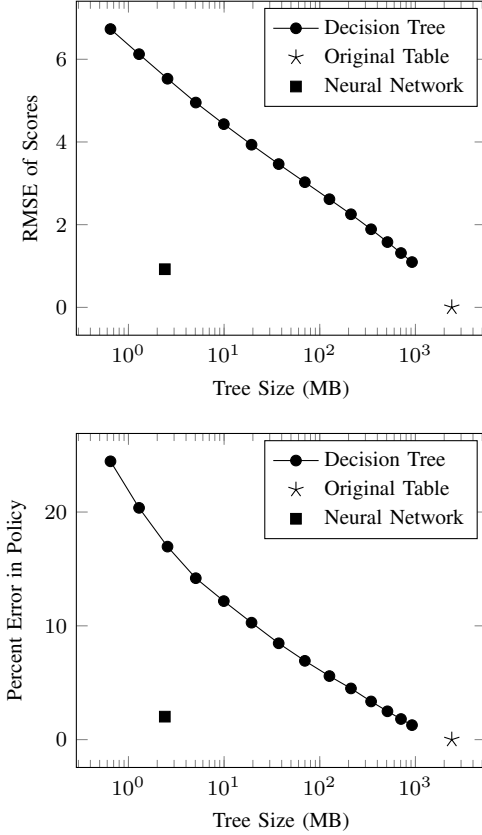 6
4
2
0
RMSE of Scores
Decision Tree
Original Table
Neural Network
10^0 10^1 10^2 10^3
Tree Size (MB)
20
10
0
Percent Error in Policy
Decision Tree
Original Table
Neural Network
10^0 10^1 10^2 10^3
Tree Size (MB)